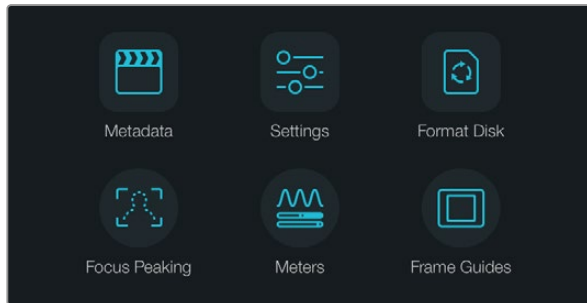 Metadata
Settings
Format Disk
Focus Peaking
Meters
Frame Guides